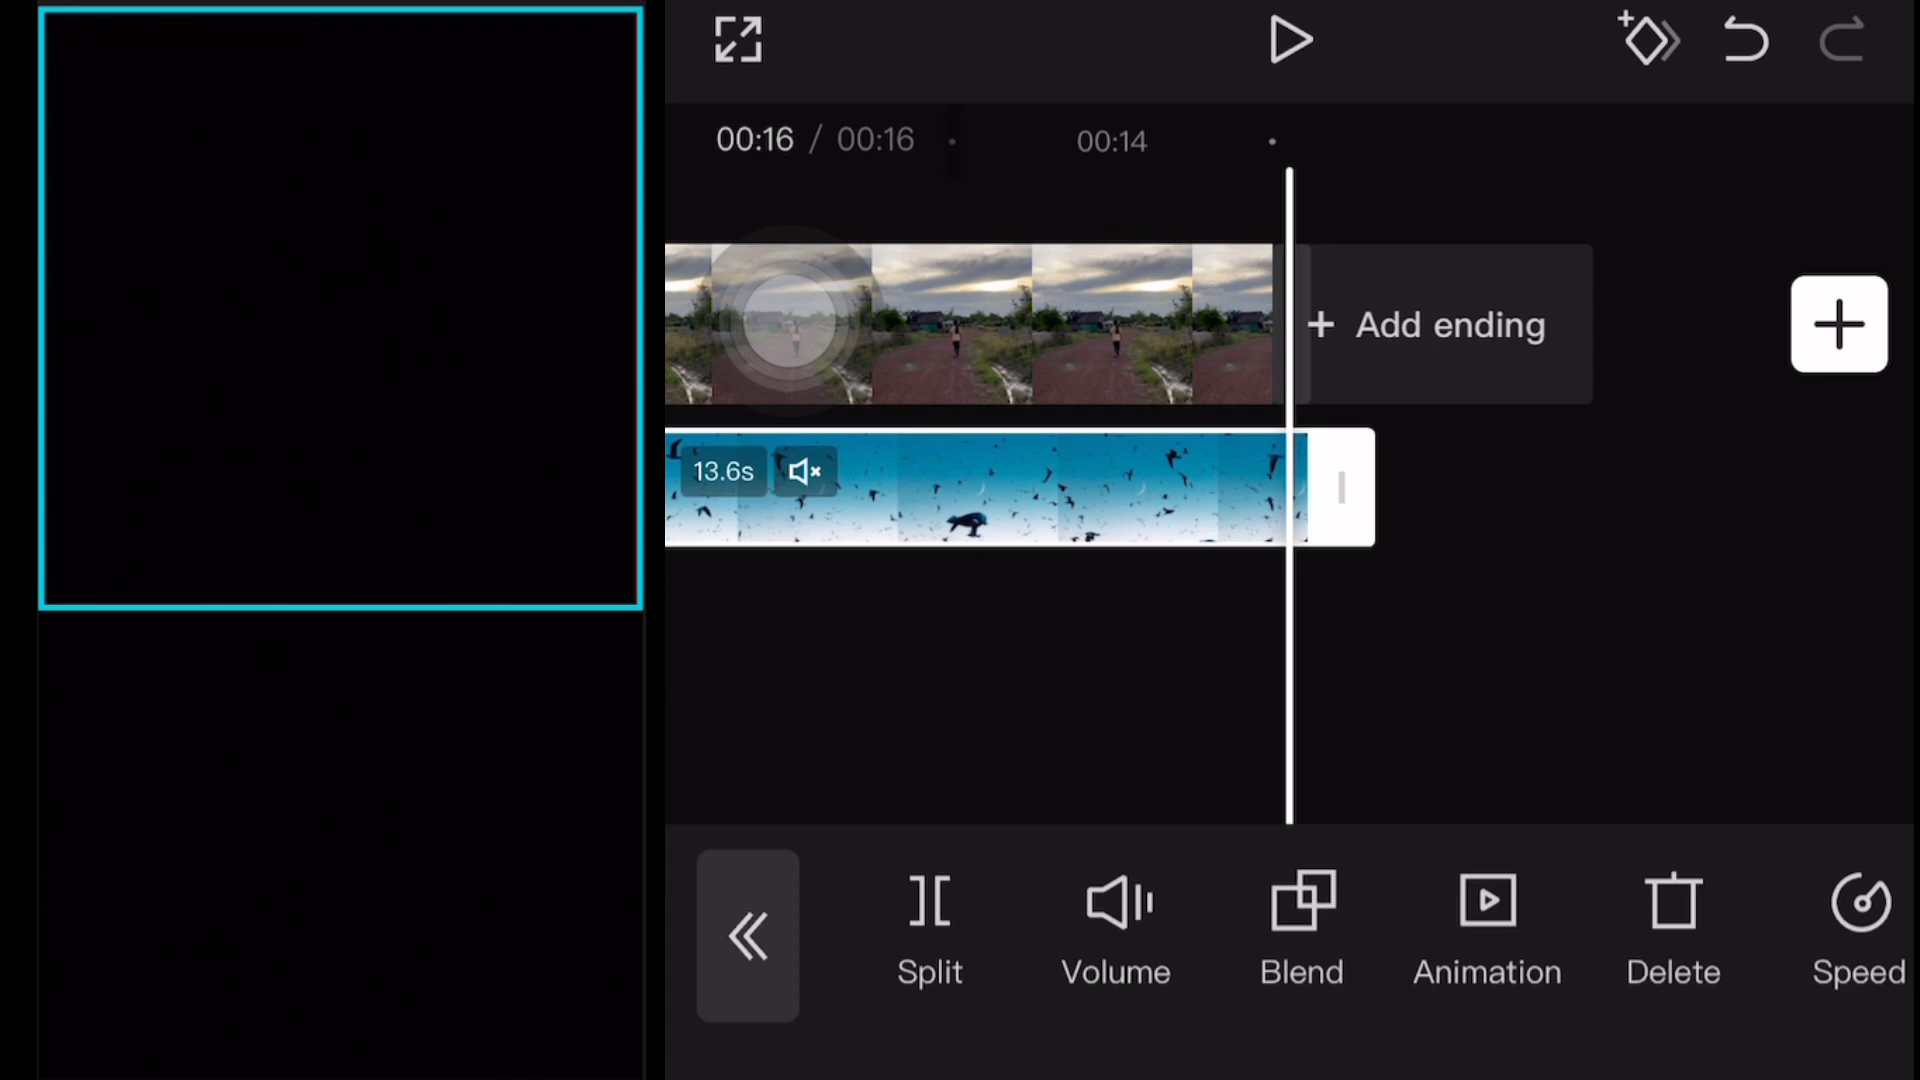 00:16 / 00:16
00:14
+ Add ending
13.6s
Split
Volume
Blend
Animation
Delete
Speed